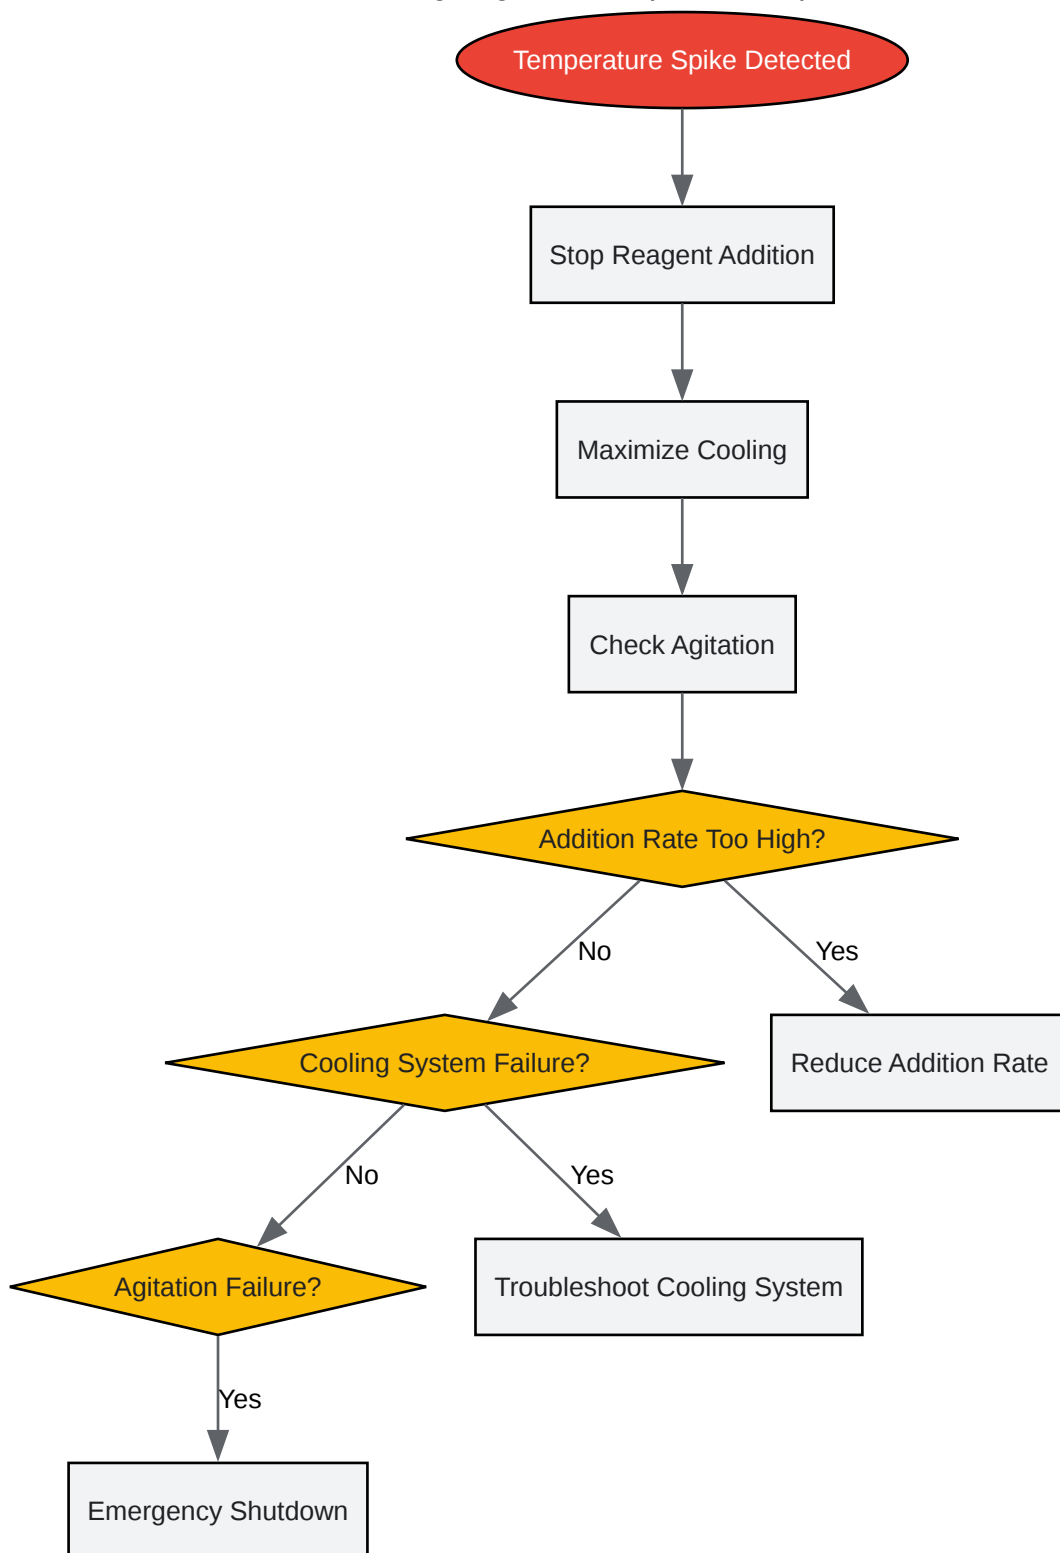 Temperature Spike Detected
Stop Reagent Addition
Maximize Cooling
Check Agitation
Addition Rate Too High?
No
Yes
Cooling System Failure?
Reduce Addition Rate
No
Yes
Agitation Failure?
Troubleshoot Cooling System
Yes
Emergency Shutdown